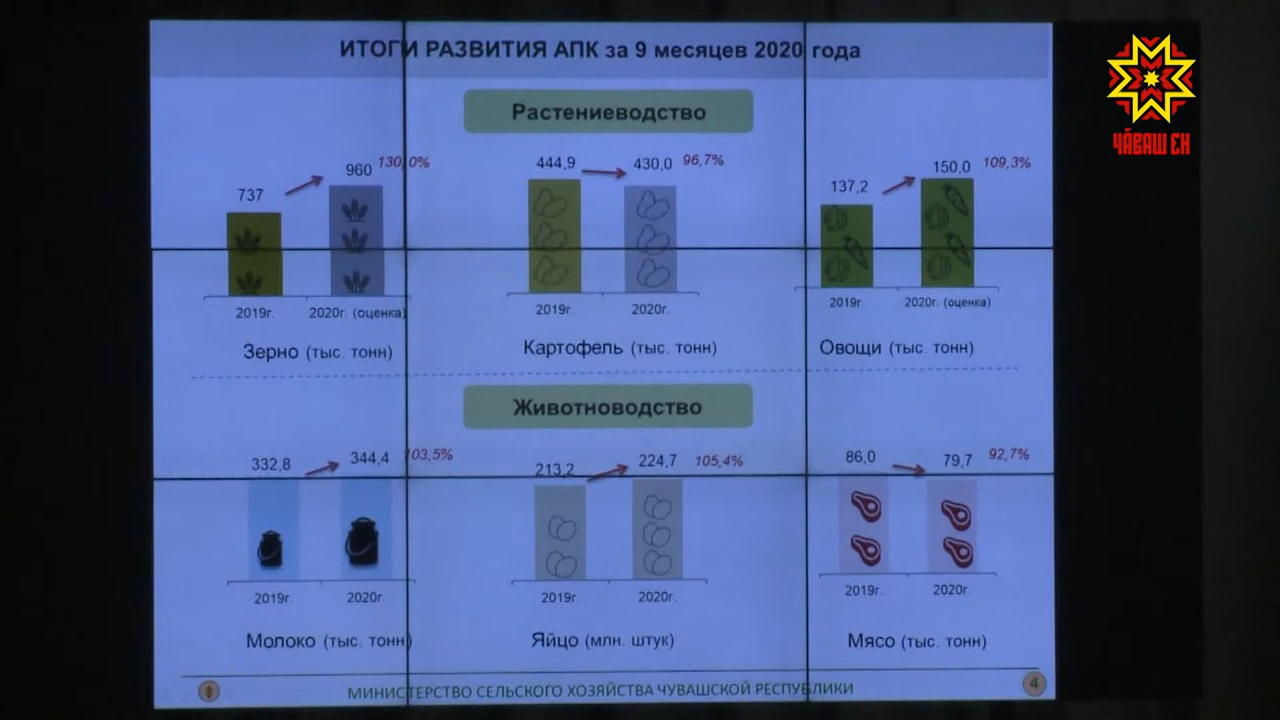 ИТОГИ РАЗВИТИЯ АПК за 9 месяцев 2020 года
ЧӐВАШ ЕН
Растениеводство
737
960
130,0%
444,9
430,0
96,7%
137,2
150,0
109,3%
2019г.
2020г. (оценка)
2019г.
2020г.
2019г.
2020г. (оценка)
Зерно (тыс. тонн)
Картофель (тыс. тонн)
Овощи (тыс. тонн)
Животноводство
332,8
344,4
103,5%
213,2
224,7
105,4%
86,0
79,7
92,7%
2019г.
2020г.
2019г.
2020г.
2019г.
2020г.
Молоко (тыс. тонн)
Яйцо (млн. штук)
Мясо (тыс. тонн)
МИНИСТЕРСТВО СЕЛЬСКОГО ХОЗЯЙСТВА ЧУВАШСКОЙ РЕСПУБЛИКИ
4